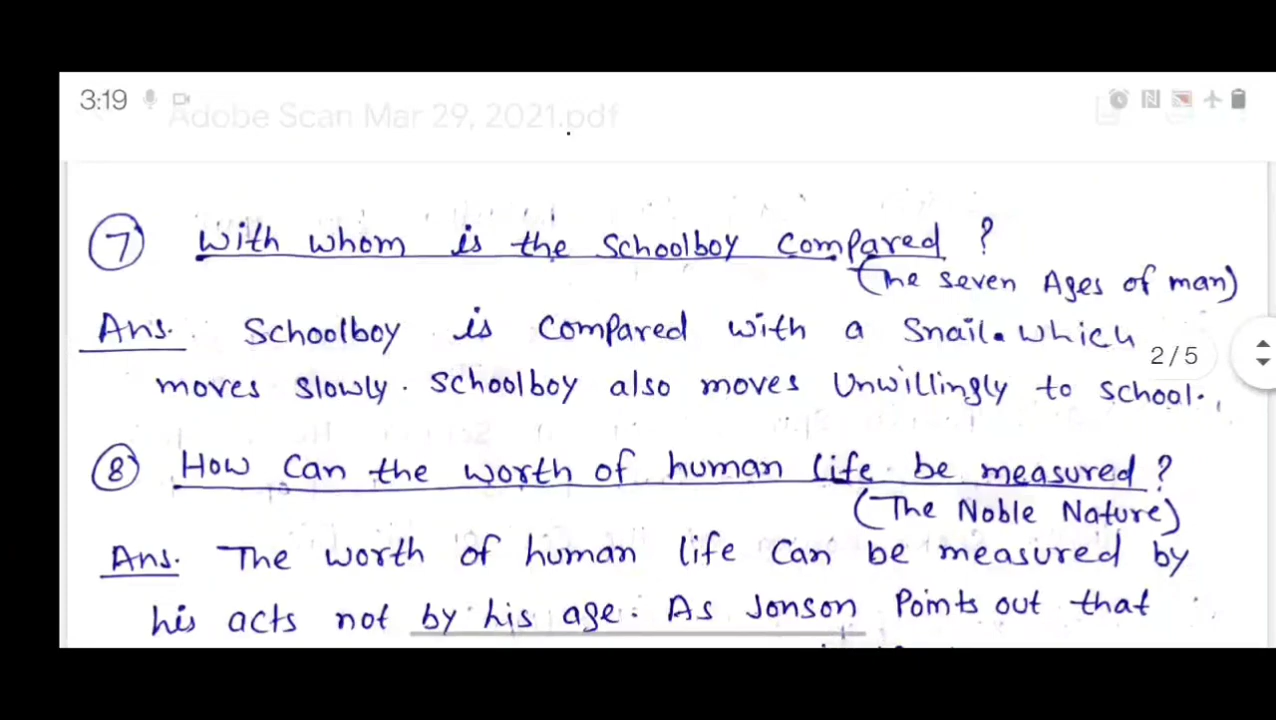 3:19
Adobe Scan Mar 29, 2021.pdf
7 With whom is the schoolboy compared ?
(The seven Ages of man)
Ans. Schoolboy is compared with a snail. which
2/5
moves slowly. schoolboy also moves unwillingly to school.
8 How can the worth of human life be measured ?
(The Noble Nature)
Ans. The worth of human life can be measured by
his acts not by his age. As Jonson points out that